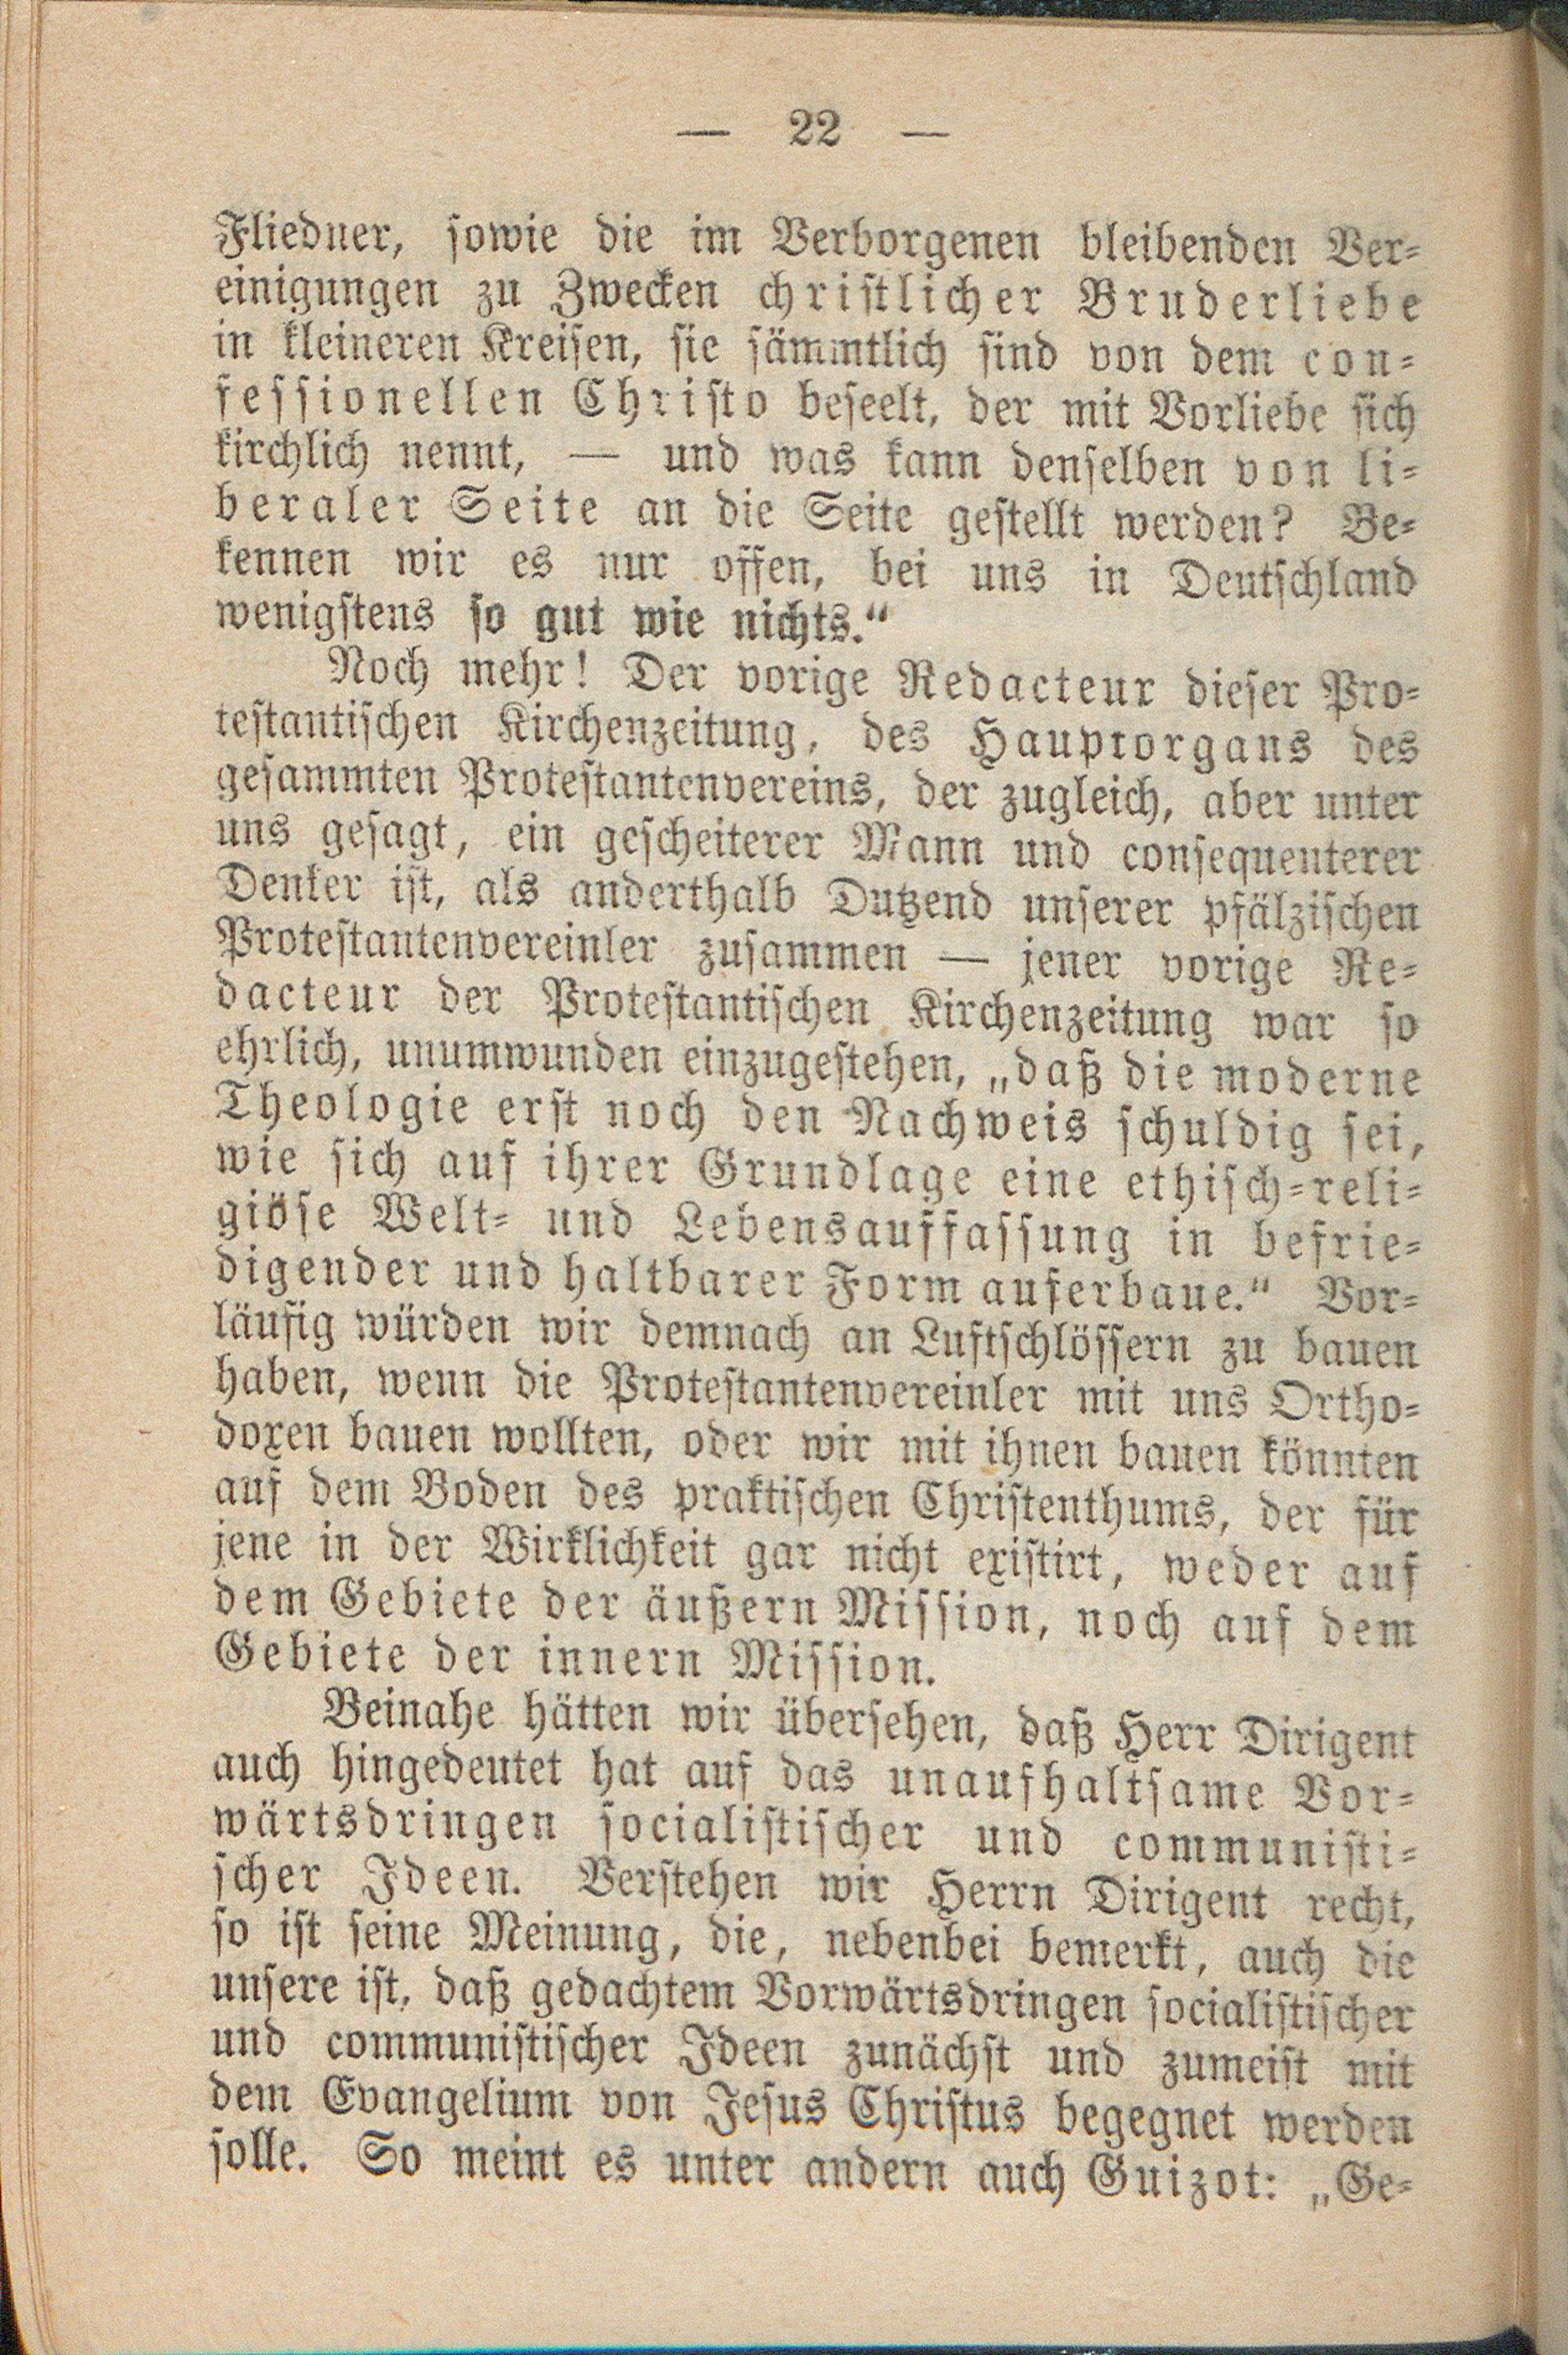 — 22 —
Fliedner, sowie die im Verborgenen bleibenden Ver-
einigungen zu Zwecken christlicher Bruderliebe
in kleineren Kreisen, sie sämmtlich sind von dem con-
fessionellen Christo beseelt, der mit Vorliebe sich
kirchlich nennt, — und was kann denselben von li-
beraler Seite an die Seite gestellt werden? Be-
kennen wir es nur offen, bei uns in Deutschland
wenigstens so gut wie nichts.“
Noch mehr! Der vorige Redacteur dieser Pro-
testantischen Kirchenzeitung, des Hauptorgans des
gesammten Protestantenvereins, der zugleich, aber unter
uns gesagt, ein gescheiterer Mann und consequenterer
Denker ist, als anderthalb Dutzend unserer pfälzischen
Protestantenvereinler zusammen — jener vorige Re-
dacteur der Protestantischen Kirchenzeitung war so
ehrlich, unumwunden einzugestehen, „daß die moderne
Theologie erst noch den Nachweis schuldig sei,
wie sich auf ihrer Grundlage eine ethisch-reli-
giöse Welt- und Lebensauffassung in befrie-
digender und haltbarer Form auferbaue.“ Vor-
läufig würden wir demnach an Luftschlössern zu bauen
haben, wenn die Protestantenvereinler mit uns Ortho-
doxen bauen wollten, oder wir mit ihnen bauen könnten
auf dem Boden des praktischen Christenthums, der für
jene in der Wirklichkeit gar nicht existirt, weder auf
dem Gebiete der äußern Mission, noch auf dem
Gebiete der innern Mission.
Beinahe hätten wir übersehen, daß Herr Dirigent
auch hingedeutet hat auf das unaufhaltsame Vor-
wärtsdringen socialistischer und communisti-
scher Ideen. Verstehen wir Herrn Dirigent recht,
so ist seine Meinung, die, nebenbei bemerkt, auch die
unsere ist, daß gedachtem Vorwärtsdringen socialistischer
und communistischer Ideen zunächst und zumeist mit
dem Evangelium von Jesus Christus begegnet werden
solle. So meint es unter andern auch Guizot: „Ge-